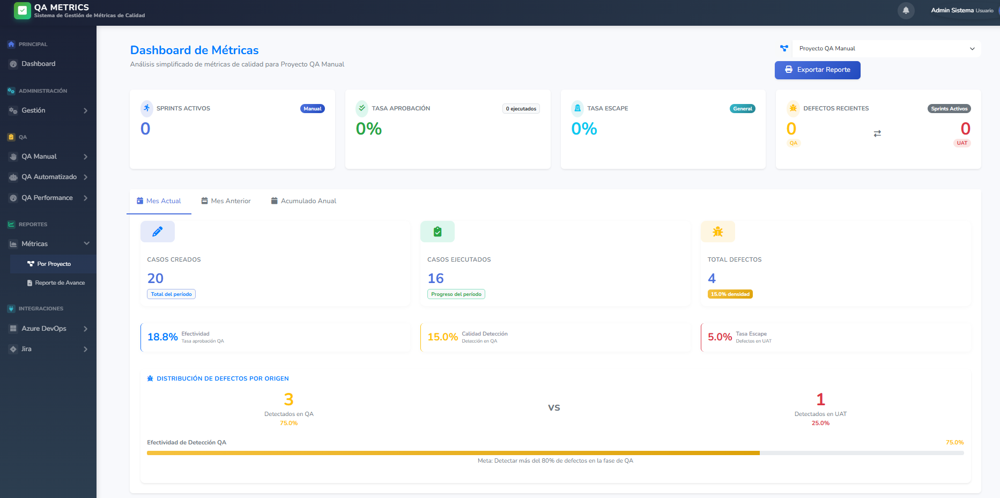 QA METRICS
Sistema de Gestión de Métricas de Calidad
Admin Sistema Usuario
PRINCIPAL
Dashboard
ADMINISTRACIÓN
Gestión
QA
QA Manual
QA Automatizado
QA Performance
REPORTES
Métricas
Por Proyecto
Reporte de Avance
INTEGRACIONES
Azure DevOps
Jira
Dashboard de Métricas
Análisis simplificado de métricas de calidad para Proyecto QA Manual
Proyecto QA Manual
Exportar Reporte
SPRINTS ACTIVOS
Manual
0
TASA APROBACIÓN
0 ejecutados
0%
TASA ESCAPE
General
0%
DEFECTOS RECIENTES
Sprints Activos
0
QA
0
UAT
Mes Actual
Mes Anterior
Acumulado Anual
CASOS CREADOS
20
Total del período
CASOS EJECUTADOS
16
Progreso del período
TOTAL DEFECTOS
4
15.0% densidad
18.8%
Efectividad
Tasa aprobación QA
15.0%
Calidad Detección
Detección en QA
5.0%
Tasa Escape
Defectos en UAT
DISTRIBUCIÓN DE DEFECTOS POR ORIGEN
3
Detectados en QA
75.0%
VS
1
Detectados en UAT
25.0%
Efectividad de Detección QA
75.0%
Meta: Detectar más del 80% de defectos en la fase de QA